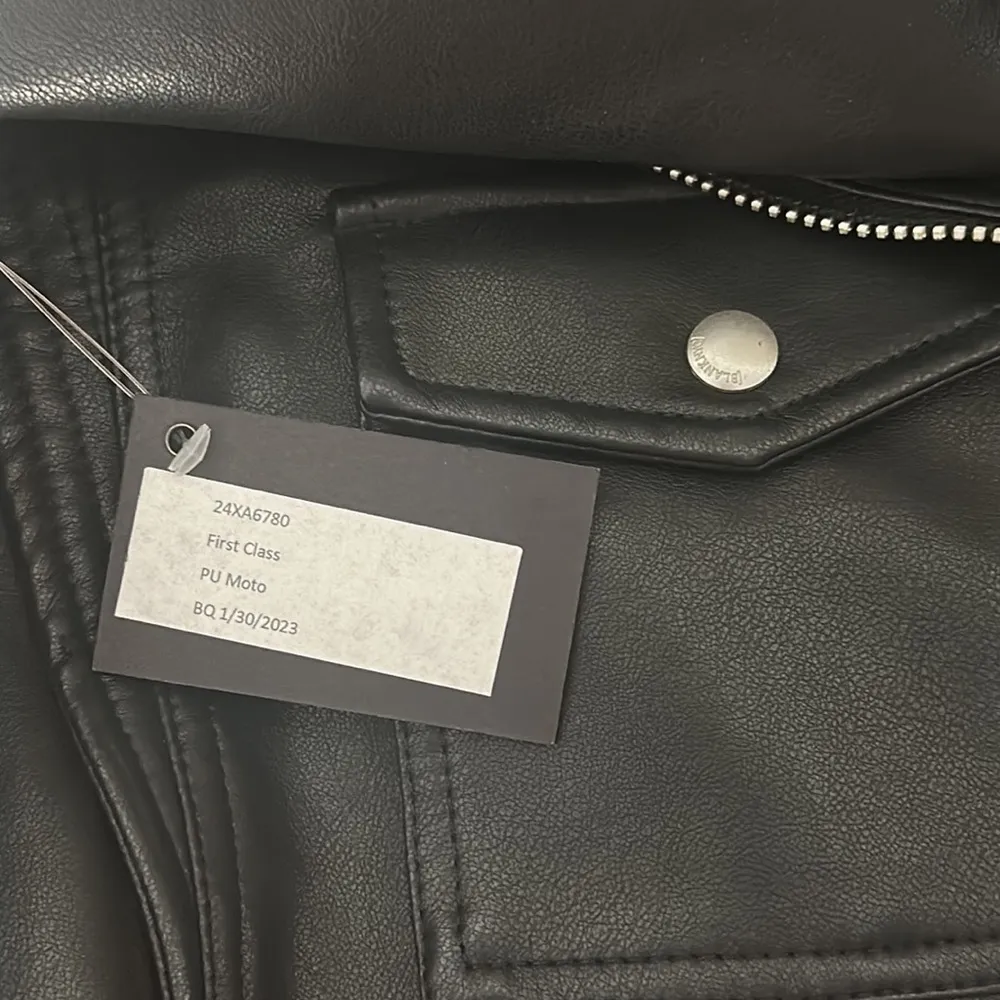 [BLANKNYC]
24XA6780
First Class
PU Moto
BQ 1/30/2023